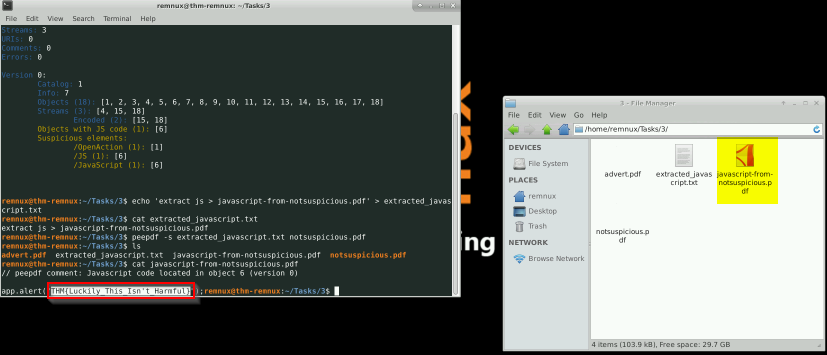 remnux@thm-remnux: ~/Tasks/3
File Edit View Search Terminal Help
Streams: 3
URIs: 0
Comments: 0
Errors: 0
Version 0:
Catalog: 1
Info: 7
Objects (18): [1, 2, 3, 4, 5, 6, 7, 8, 9, 10, 11, 12, 13, 14, 15, 16, 17, 18]
Streams (3): [4, 15, 18]
Encoded (2): [15, 18]
Objects with JS code (1): [6]
Suspicious elements:
/OpenAction (1): [1]
/JS (1): [6]
/JavaScript (1): [6]
remnux@thm-remnux:~/Tasks/3$ echo 'extract js > javascript-from-notsuspicious.pdf' > extracted_javas
cript.txt
remnux@thm-remnux:~/Tasks/3$ cat extracted_javascript.txt
extract js > javascript-from-notsuspicious.pdf
remnux@thm-remnux:~/Tasks/3$ peepdf -s extracted_javascript.txt notsuspicious.pdf
remnux@thm-remnux:~/Tasks/3$ ls
advert.pdf extracted_javascript.txt javascript-from-notsuspicious.pdf notsuspicious.pdf
remnux@thm-remnux:~/Tasks/3$ cat javascript-from-notsuspicious.pdf
// peepdf comment: Javascript code located in object 6 (version 0)
app.alert("THM{Luckily_This_Isn't_Harmful}");remnux@thm-remnux:~/Tasks/3$
ing
3 - File Manager
File Edit View Go Help
/home/remnux/Tasks/3/
DEVICES
File System
PLACES
remnux
Desktop
Trash
NETWORK
Browse Network
advert.pdf
extracted_javascript.txt
javascript-from-notsuspicious.pdf
notsuspicious.pdf
4 items (103.9 kB), Free space: 29.7 GB